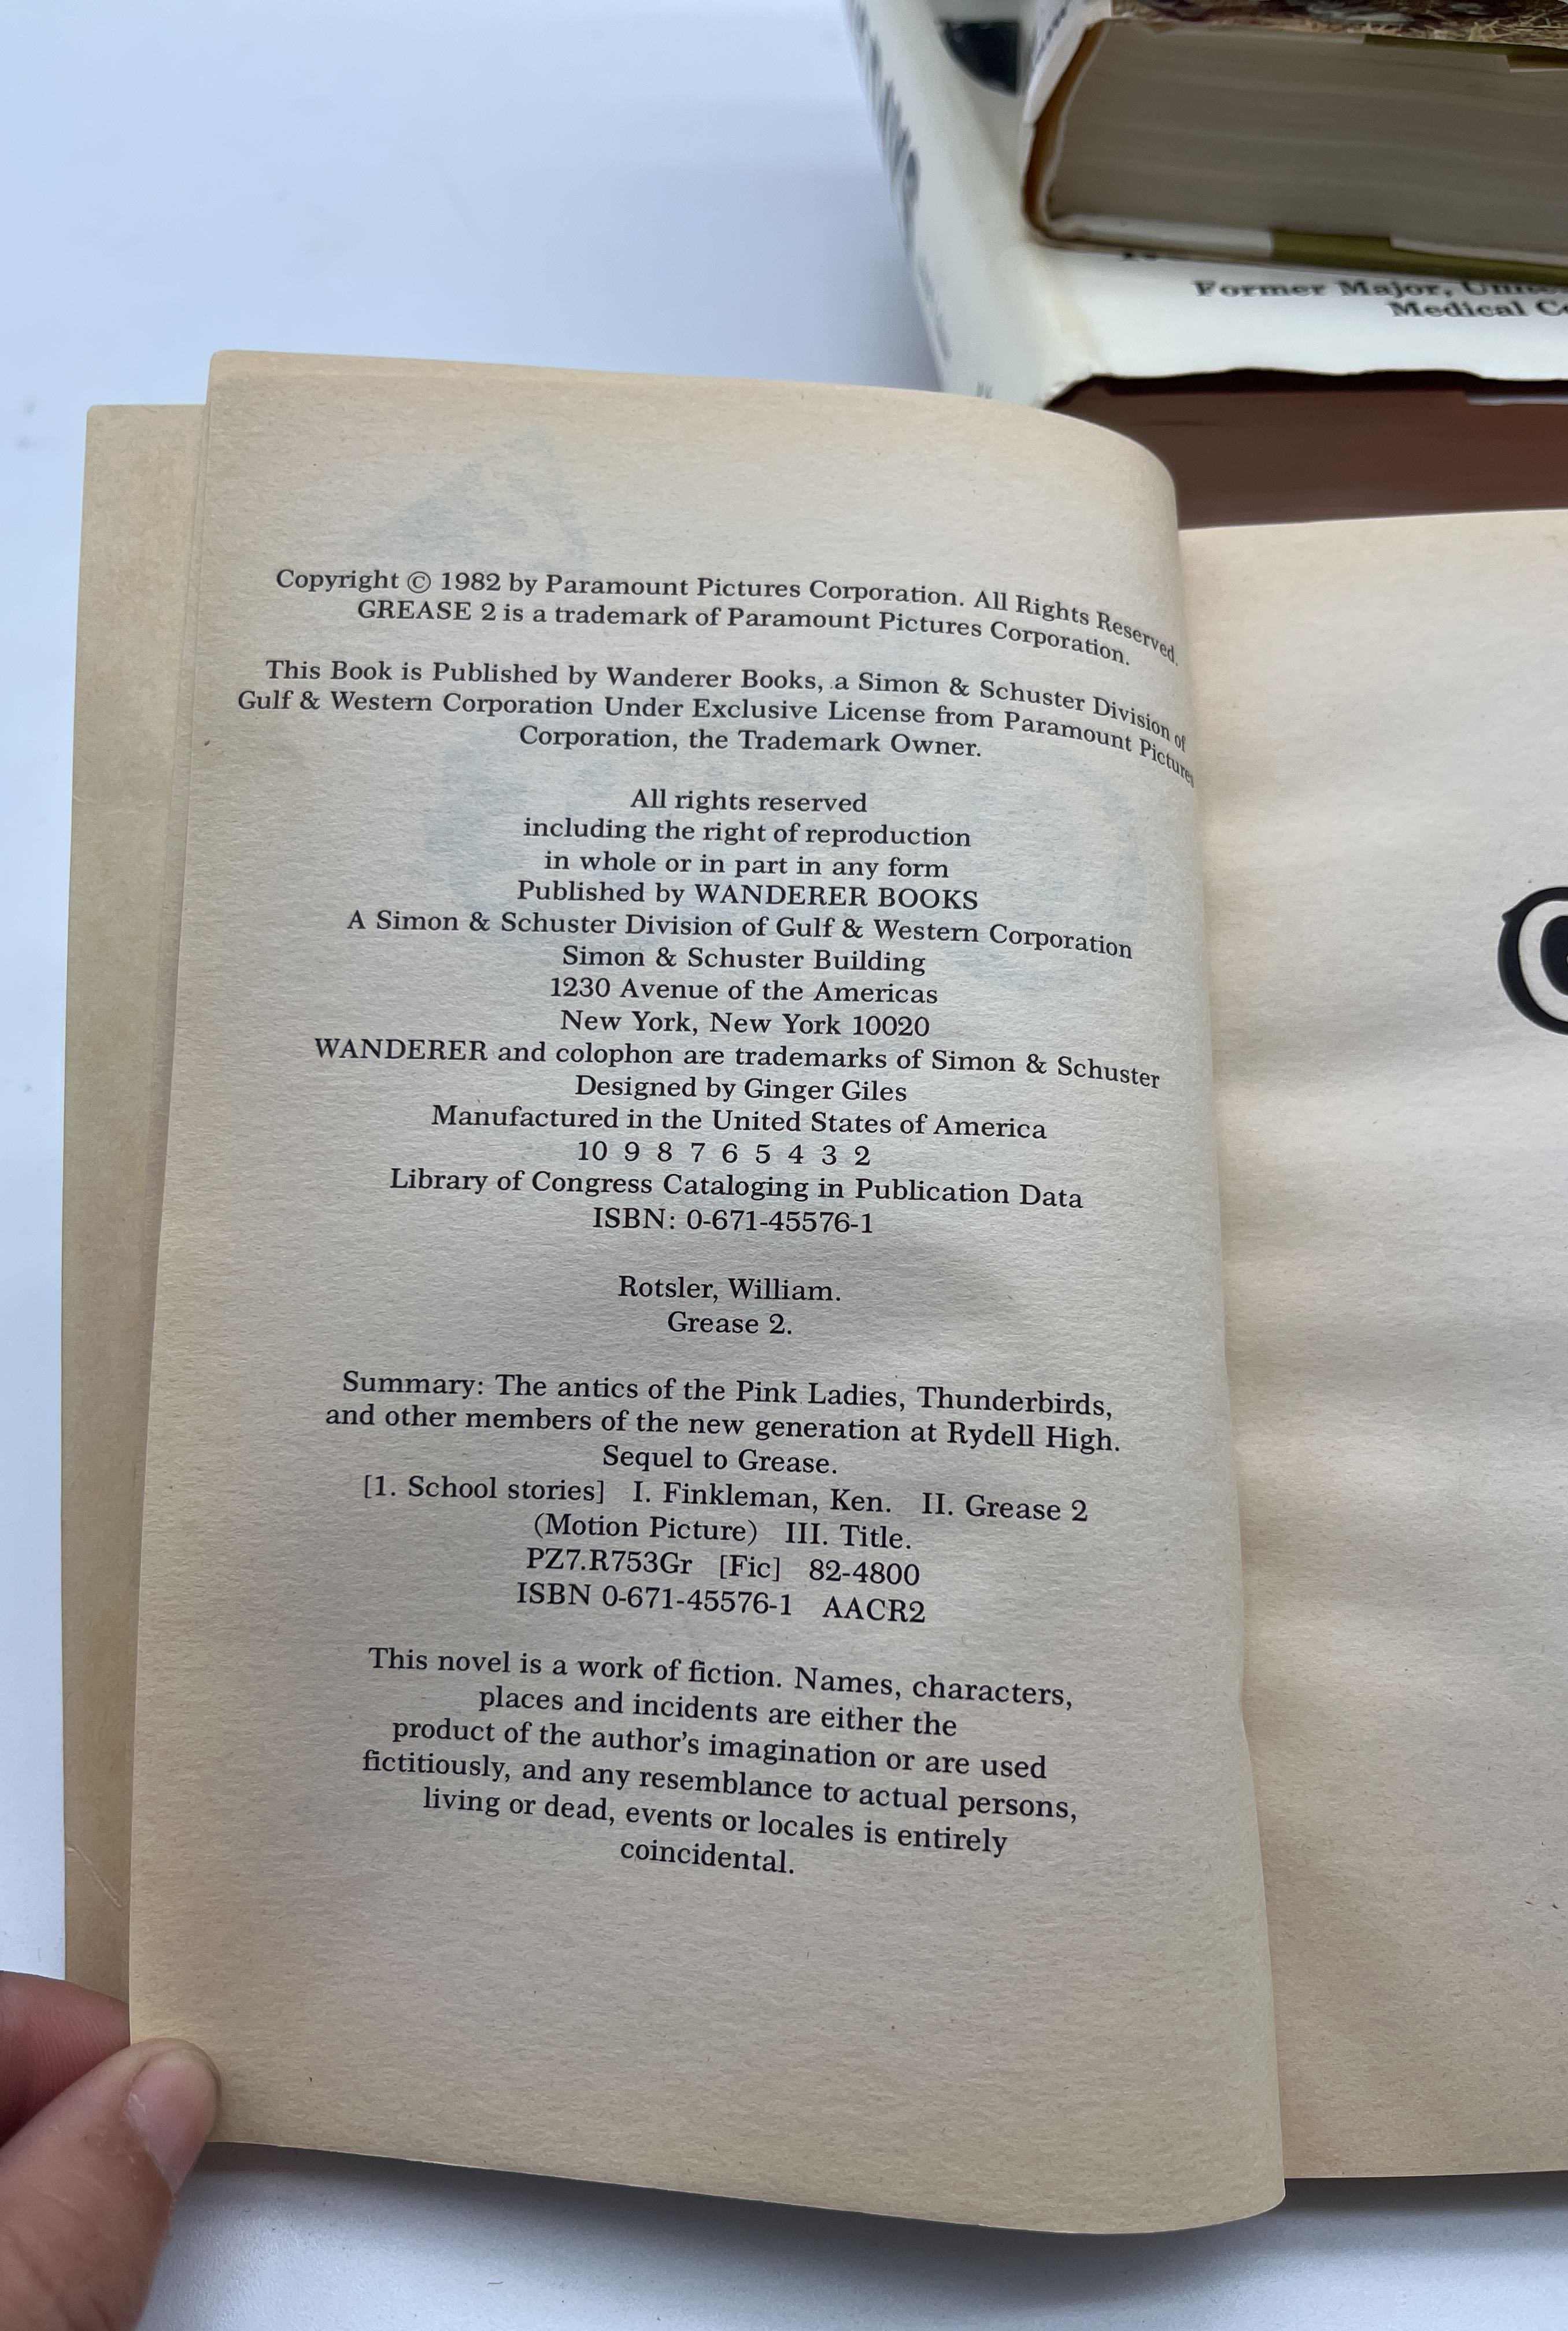 Former Major,
Medical
Copyright © 1982 by Paramount Pictures Corporation. All Rights Reserved.
GREASE 2 is a trademark of Paramount Pictures Corporation.
This Book is Published by Wanderer Books, a Simon & Schuster Division of
Gulf & Western Corporation Under Exclusive License from Paramount Pictures
Corporation, the Trademark Owner.
All rights reserved
including the right of reproduction
in whole or in part in any form
Published by WANDERER BOOKS
A Simon & Schuster Division of Gulf & Western Corporation
Simon & Schuster Building
1230 Avenue of the Americas
New York, New York 10020
WANDERER and colophon are trademarks of Simon & Schuster
Designed by Ginger Giles
Manufactured in the United States of America
10 9 8 7 6 5 4 3 2
Library of Congress Cataloging in Publication Data
ISBN: 0-671-45576-1
Rotsler, William.
Grease 2.
Summary: The antics of the Pink Ladies, Thunderbirds,
and other members of the new generation at Rydell High.
Sequel to Grease.
[1. School stories] I. Finkleman, Ken. II. Grease 2
(Motion Picture) III. Title.
PZ7.R753Gr [Fic] 82-4800
ISBN 0-671-45576-1 AACR2
This novel is a work of fiction. Names, characters,
places and incidents are either the
product of the author's imagination or are used
fictitiously, and any resemblance to actual persons,
living or dead, events or locales is entirely
coincidental.